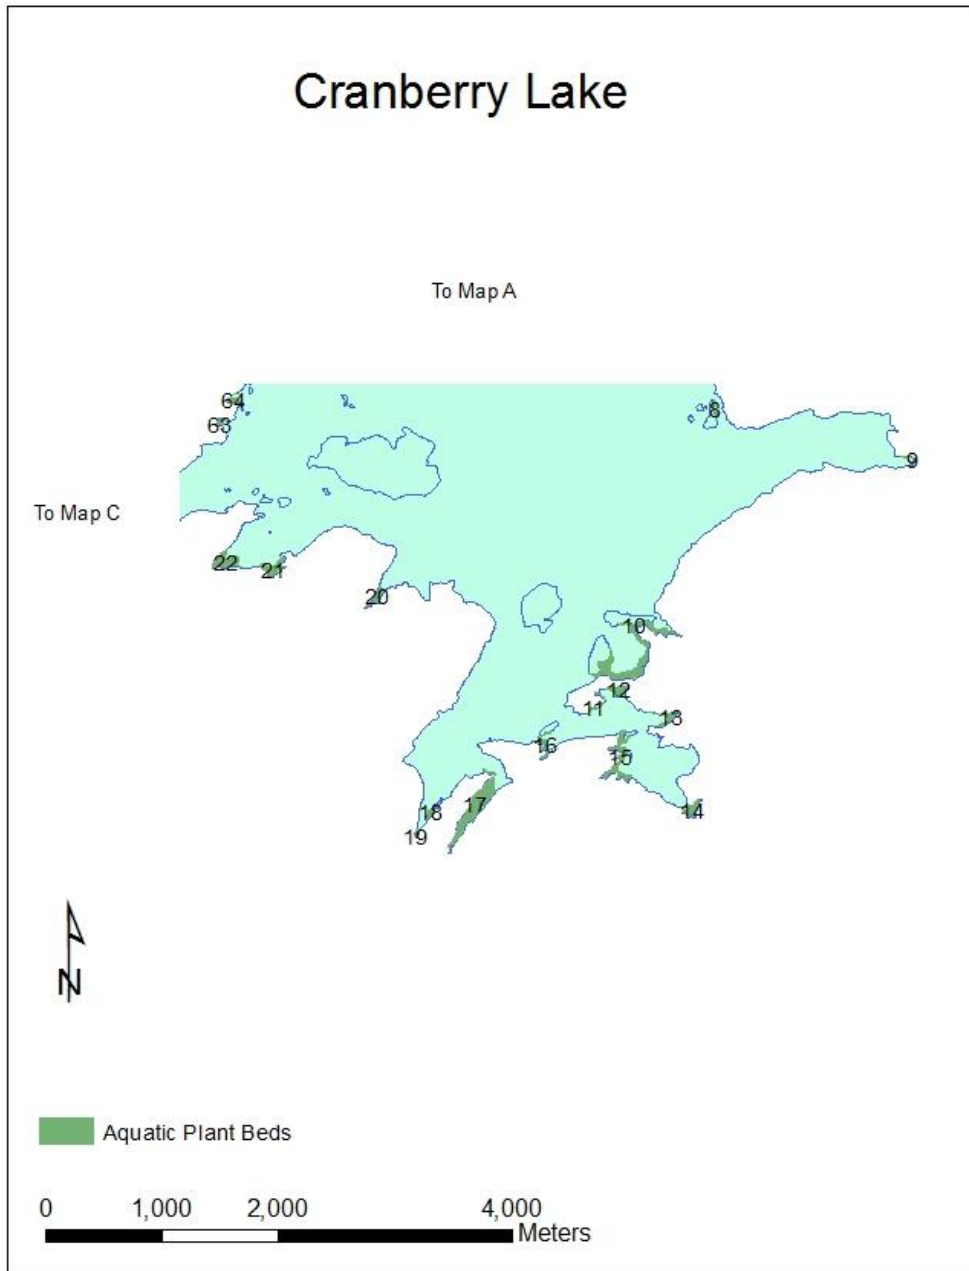 Cranberry Lake
To Map A
64
8
63
9
To Map C
22
21
20
10
12
11
13
16
15
17
18
14
19
N
Aquatic Plant Beds
0 1,000 2,000 4,000
Meters